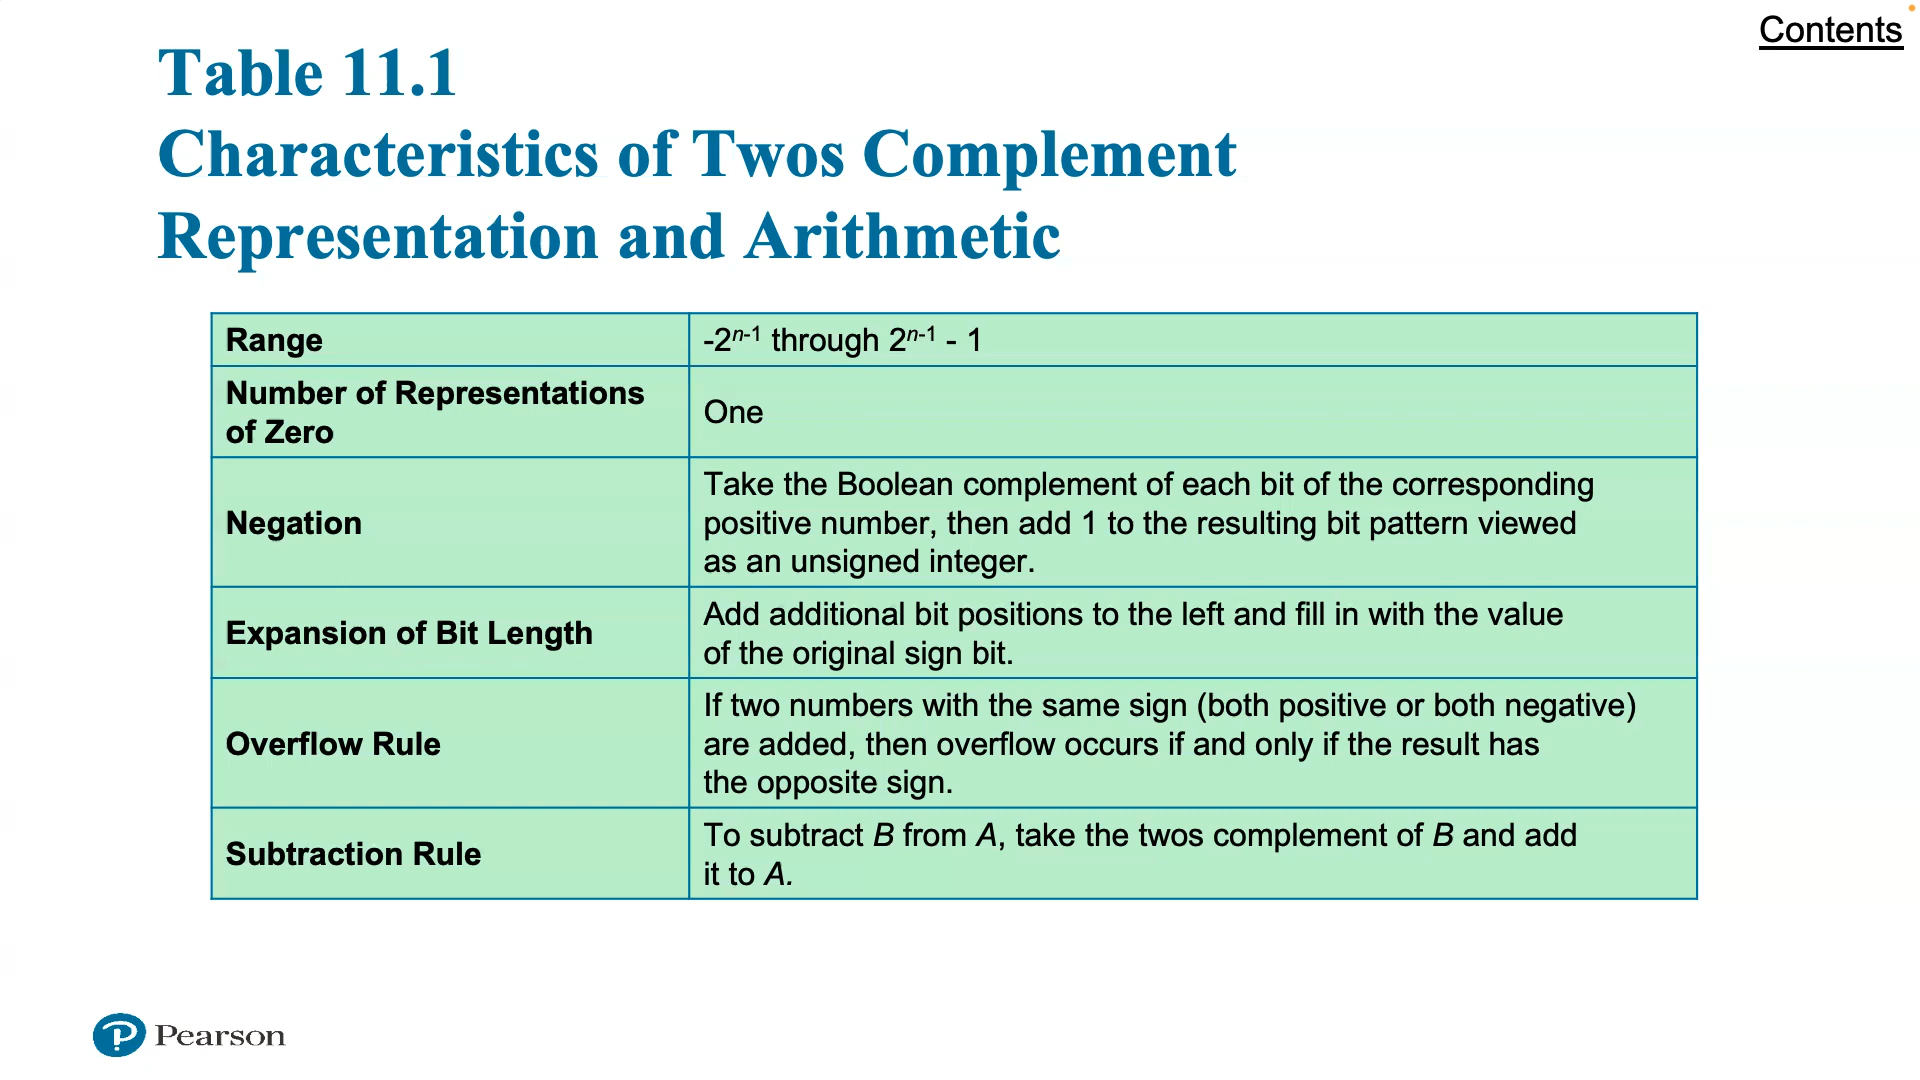 Contents
Table 11.1
Characteristics of Twos Complement
Representation and Arithmetic
Range
-2ⁿ⁻¹ through 2ⁿ⁻¹ - 1
Number of Representations
of Zero
One
Negation
Take the Boolean complement of each bit of the corresponding
positive number, then add 1 to the resulting bit pattern viewed
as an unsigned integer.
Expansion of Bit Length
Add additional bit positions to the left and fill in with the value
of the original sign bit.
Overflow Rule
If two numbers with the same sign (both positive or both negative)
are added, then overflow occurs if and only if the result has
the opposite sign.
Subtraction Rule
To subtract B from A, take the twos complement of B and add
it to A.
Pearson